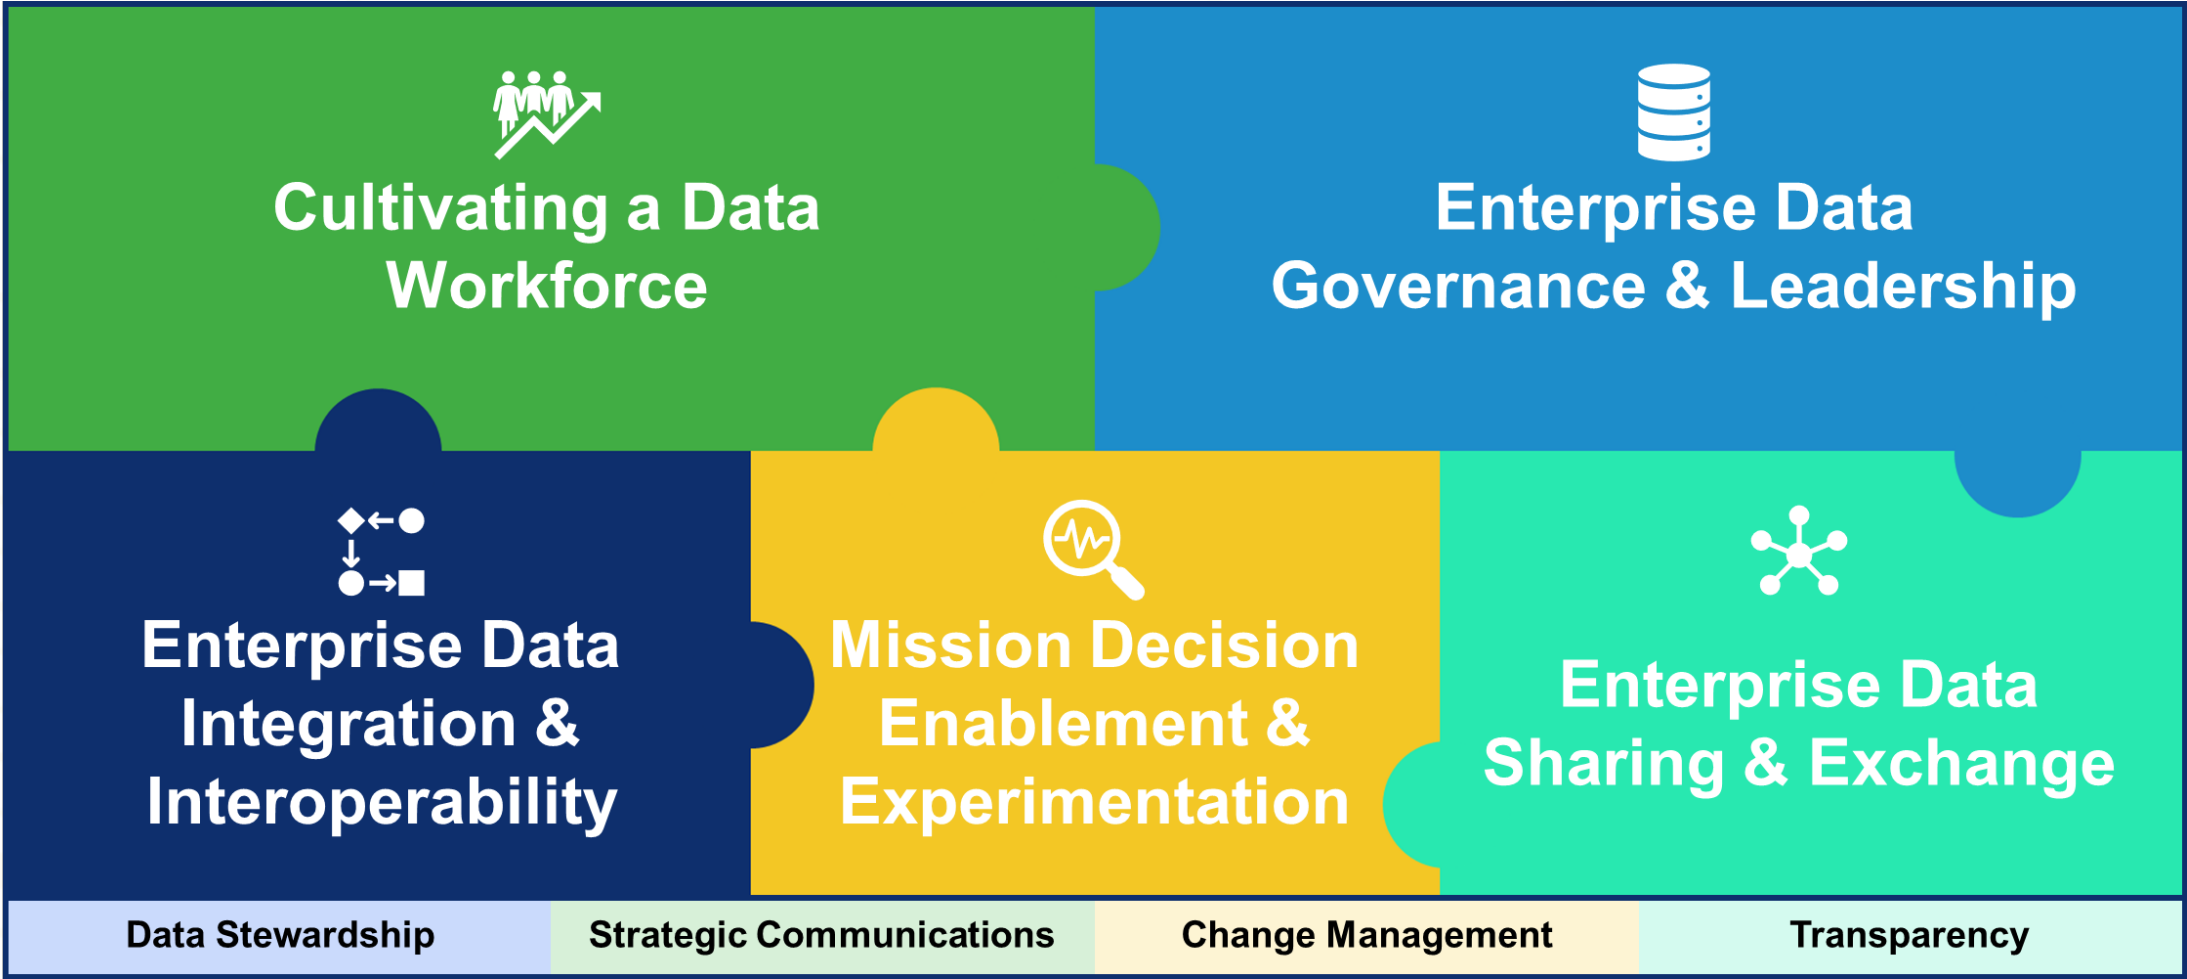 Cultivating a Data
Workforce
Enterprise Data
Governance & Leadership
Enterprise Data
Integration &
Interoperability
Mission Decision
Enablement &
Experimentation
Enterprise Data
Sharing & Exchange
Data Stewardship
Strategic Communications
Change Management
Transparency